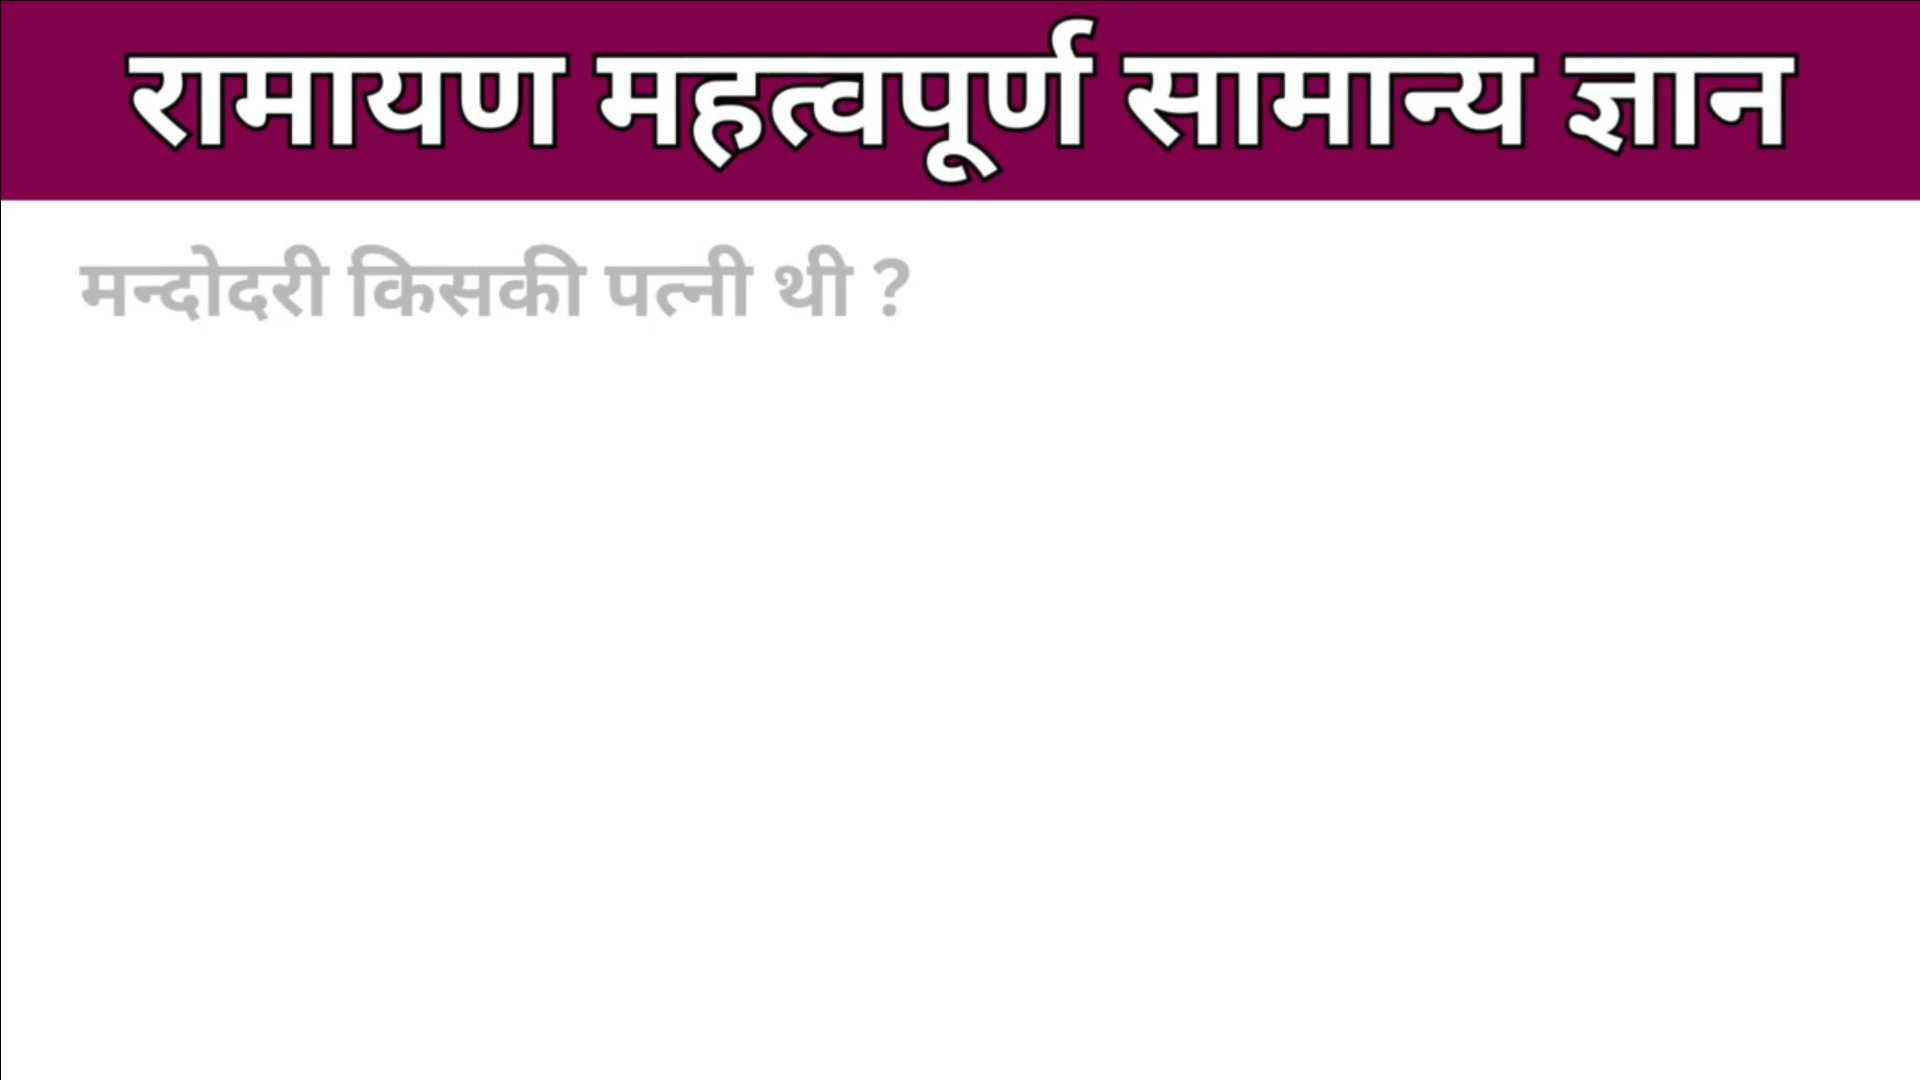 रामायण महत्वपूर्ण सामान्य ज्ञान
मन्दोदरी किसकी पत्नी थी ?